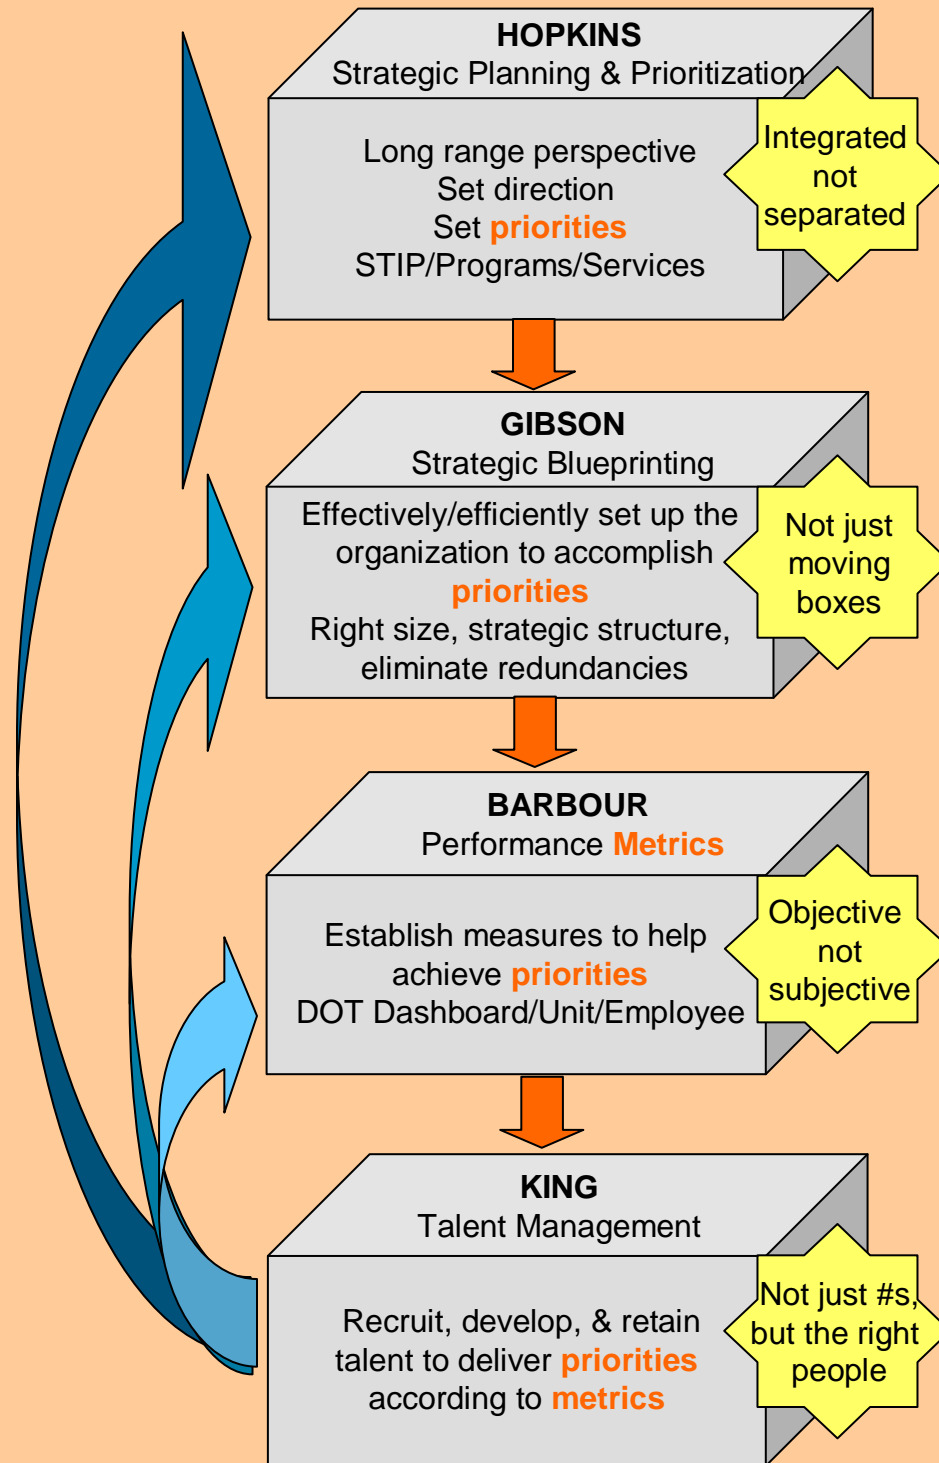 HOPKINS
Strategic Planning & Prioritization
Long range perspective
Set direction
Set priorities
STIP/Programs/Services
Integrated
not
separated
GIBSON
Strategic Blueprinting
Effectively/efficiently set up the
organization to accomplish
priorities
Right size, strategic structure,
eliminate redundancies
Not just
moving
boxes
BARBOUR
Performance Metrics
Establish measures to help
achieve priorities
DOT Dashboard/Unit/Employee
Objective
not
subjective
KING
Talent Management
Recruit, develop, & retain
talent to deliver priorities
according to metrics
Not just #s,
but the right
people